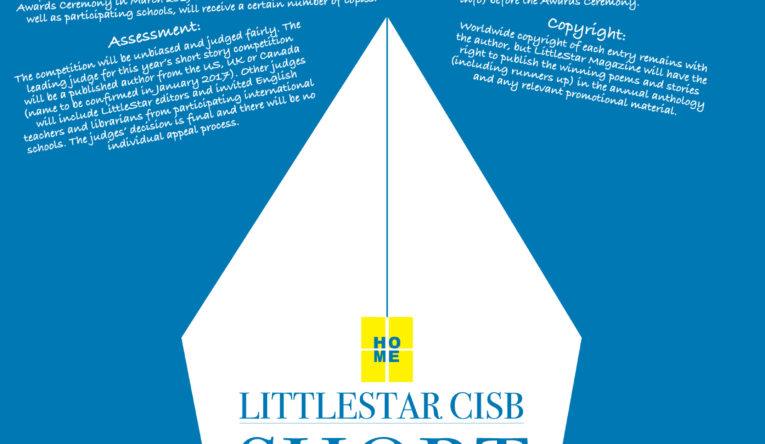 Awards Ceremony in March
well as participating schools, will receive a certain number of copies
Assessment:
The competition will be unbiased and judged fairly. The
leading judge for this year's short story competition
will be a published author from the US, UK or Canada
(name to be confirmed in January 2017). Other judges
will include LittleStar editors and invited English
teachers and librarians from participating international
schools. The judges' decision is final and there will be no
individual appeal process.
before the Awards Ceremony.
Copyright:
Worldwide copyright of each entry remains with
the author, but LittleStar Magazine will have the
right to publish the winning poems and stories
(including runners up) in the annual anthology
and any relevant promotional material.
HO
ME
LITTLESTAR CISB
SHORT